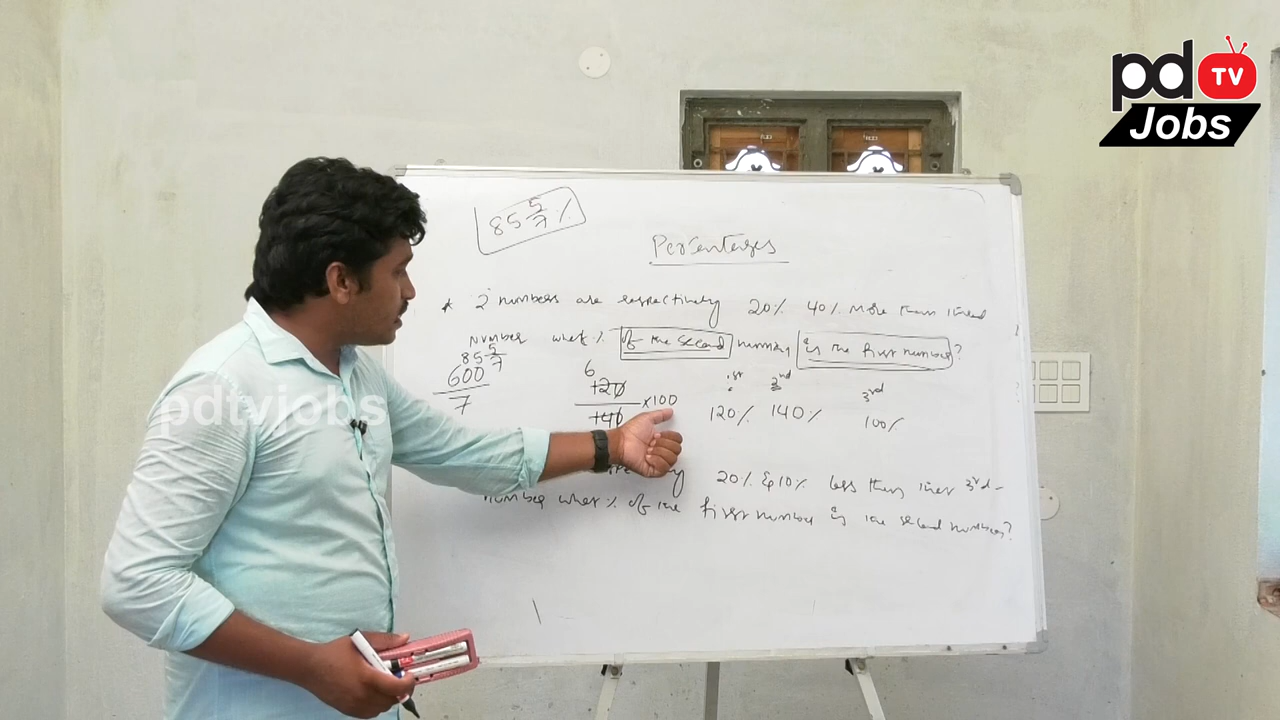 pd TV
Jobs
85 5/7 %
Percentages
* 2 numbers are respectively 20% 40% more than third
number what % of the second number is the first number?
85 5/7
600
7
6
120
140
×100
1st 2nd 3rd
120% 140% 100%
20% & 10% less than 3rd
number what % of the first number is the second number?
pdtvjobs